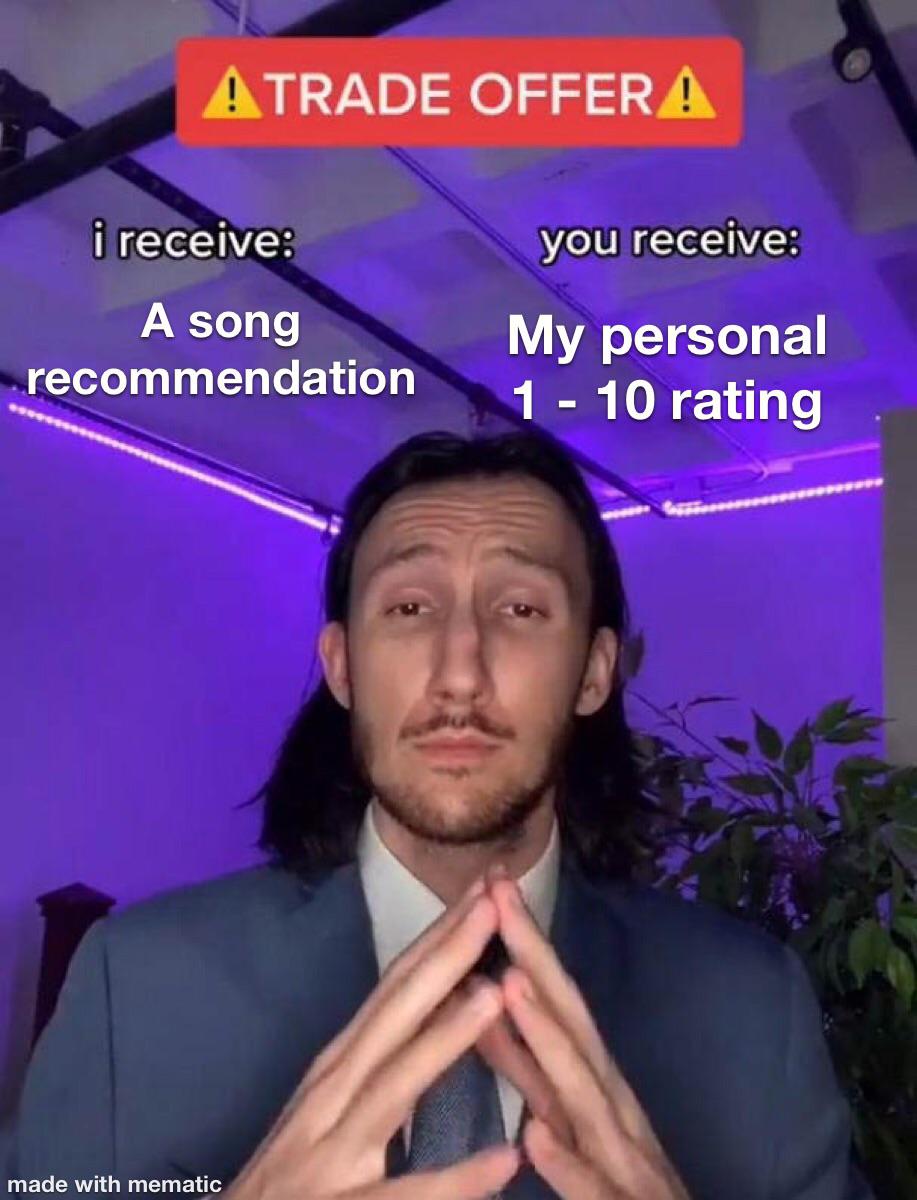 ⚠TRADE OFFER⚠
i receive:
you receive:
A song
recommendation
My personal
1 - 10 rating
made with mematic